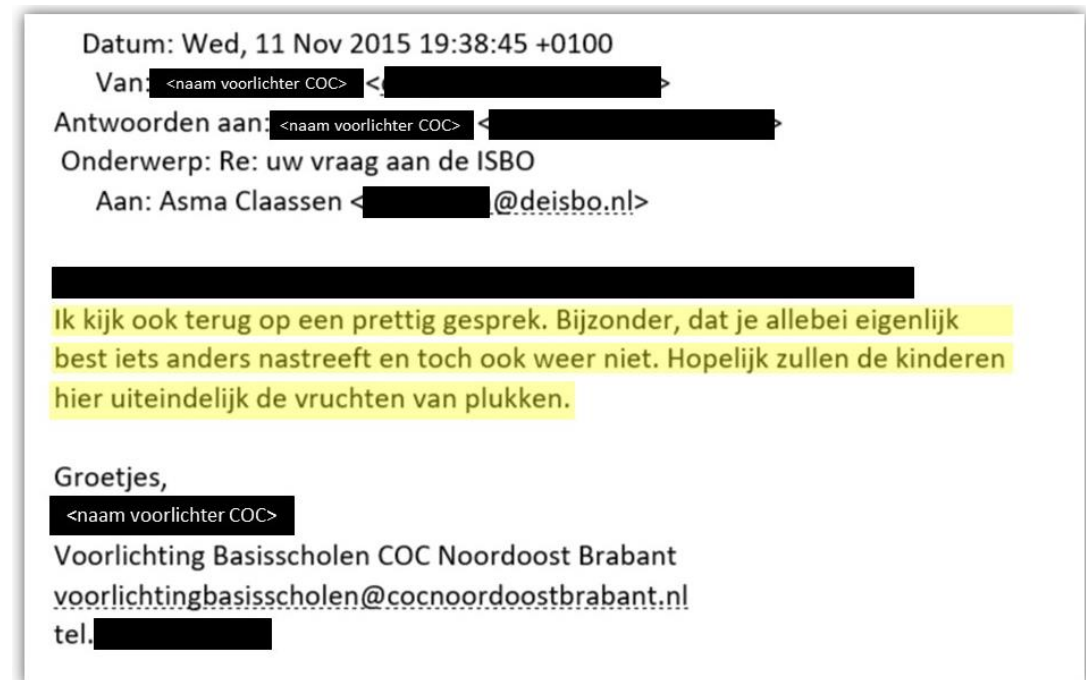 Datum: Wed, 11 Nov 2015 19:38:45 +0100
Van: <naam voorlichter COC> < >
Antwoorden aan: <naam voorlichter COC> < >
Onderwerp: Re: uw vraag aan de ISBO
Aan: Asma Claassen < @deisbo.nl>
Ik kijk ook terug op een prettig gesprek. Bijzonder, dat je allebei eigenlijk
best iets anders nastreeft en toch ook weer niet. Hopelijk zullen de kinderen
hier uiteindelijk de vruchten van plukken.
Groetjes,
<naam voorlichter COC>
Voorlichting Basisscholen COC Noordoost Brabant
voorlichtingbasisscholen@cocnoordoostbrabant.nl
tel.